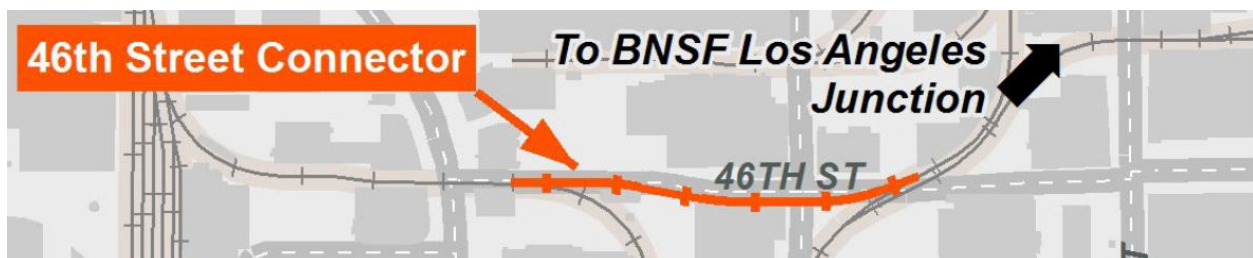 46th Street Connector
To BNSF Los Angeles
Junction
46TH ST